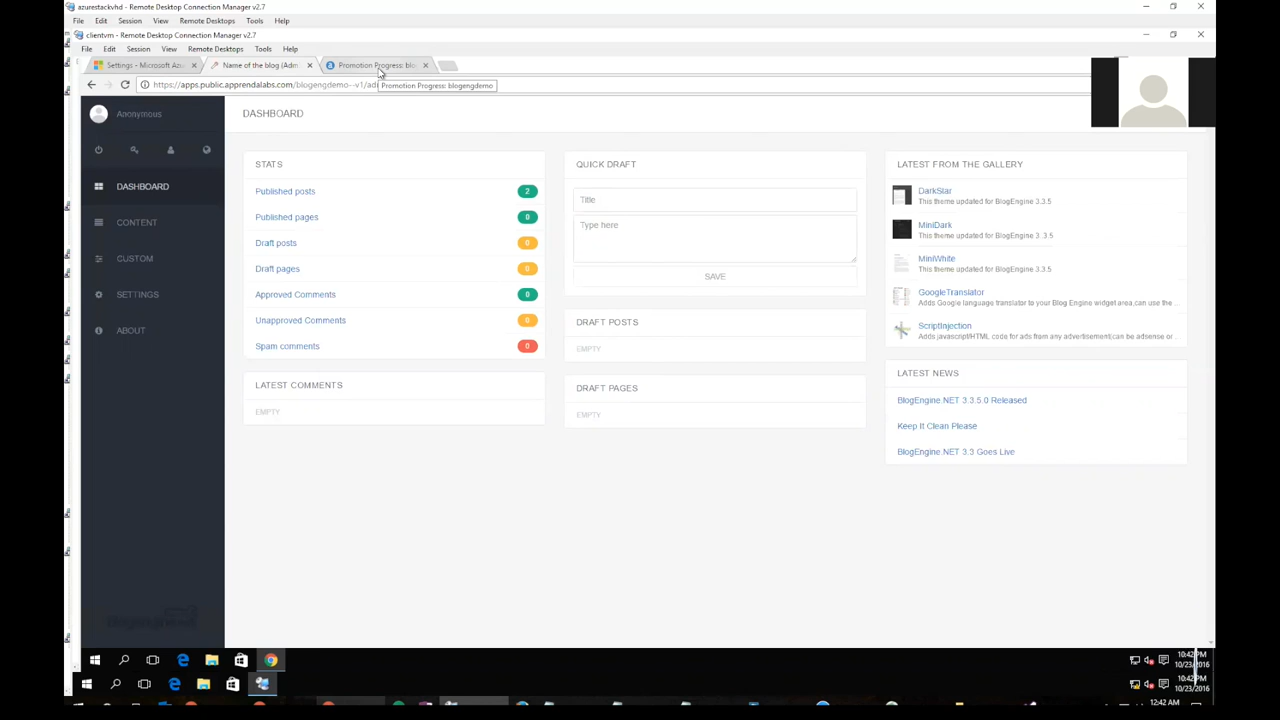 azurestackvhd - Remote Desktop Connection Manager v2.7
File Edit Session View Remote Desktops Tools Help
clientvm - Remote Desktop Connection Manager v2.7
File Edit Session View Remote Desktops Tools Help
Settings - Microsoft Az Name of the blog (Adm Promotion Progress: blo
https://apps.public.apprendalabs.com/blogengdemo--v1/ad
Promotion Progress: blogengdemo
Anonymous
DASHBOARD
DASHBOARD
CONTENT
CUSTOM
SETTINGS
ABOUT
STATS
Published posts 2
Published pages 0
Draft posts 0
Draft pages 0
Approved Comments 0
Unapproved Comments 0
Spam comments 0
LATEST COMMENTS
EMPTY
QUICK DRAFT
Title
Type here
SAVE
DRAFT POSTS
EMPTY
DRAFT PAGES
EMPTY
LATEST FROM THE GALLERY
DarkStar
This theme updated for BlogEngine 3.3.5
MiniDark
This theme updated for BlogEngine 3.3.5
MiniWhite
This theme updated for BlogEngine 3.3.5
GoogleTranslator
Adds Google language translator to your Blog Engine widget area,can use the ...
ScriptInjection
Adds javascript/HTML code for ads from any advertisement(can be adsense or ...
LATEST NEWS
BlogEngine.NET 3.3.5.0 Released
Keep It Clean Please
BlogEngine.NET 3.3 Goes Live
10:42 PM
10/23/2016
10:42 PM
10/23/2016
12:42 AM